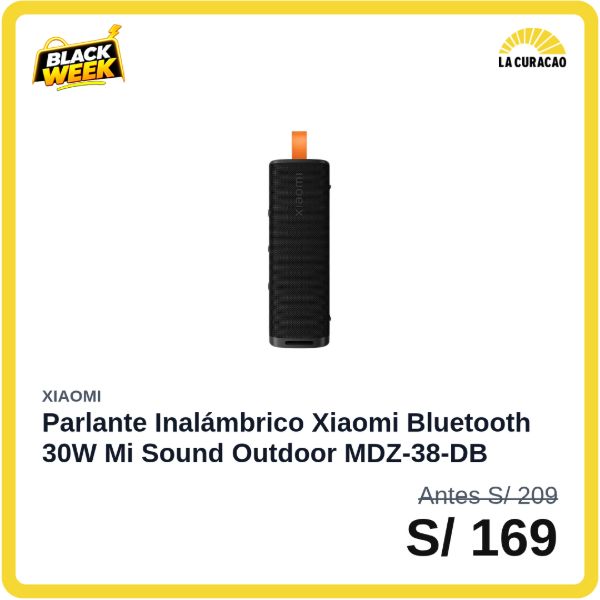 BLACK
WEEK
LA CURACAO
xiaomi
XIAOMI
Parlante Inalámbrico Xiaomi Bluetooth
30W Mi Sound Outdoor MDZ-38-DB
Antes S/ 209
S/ 169